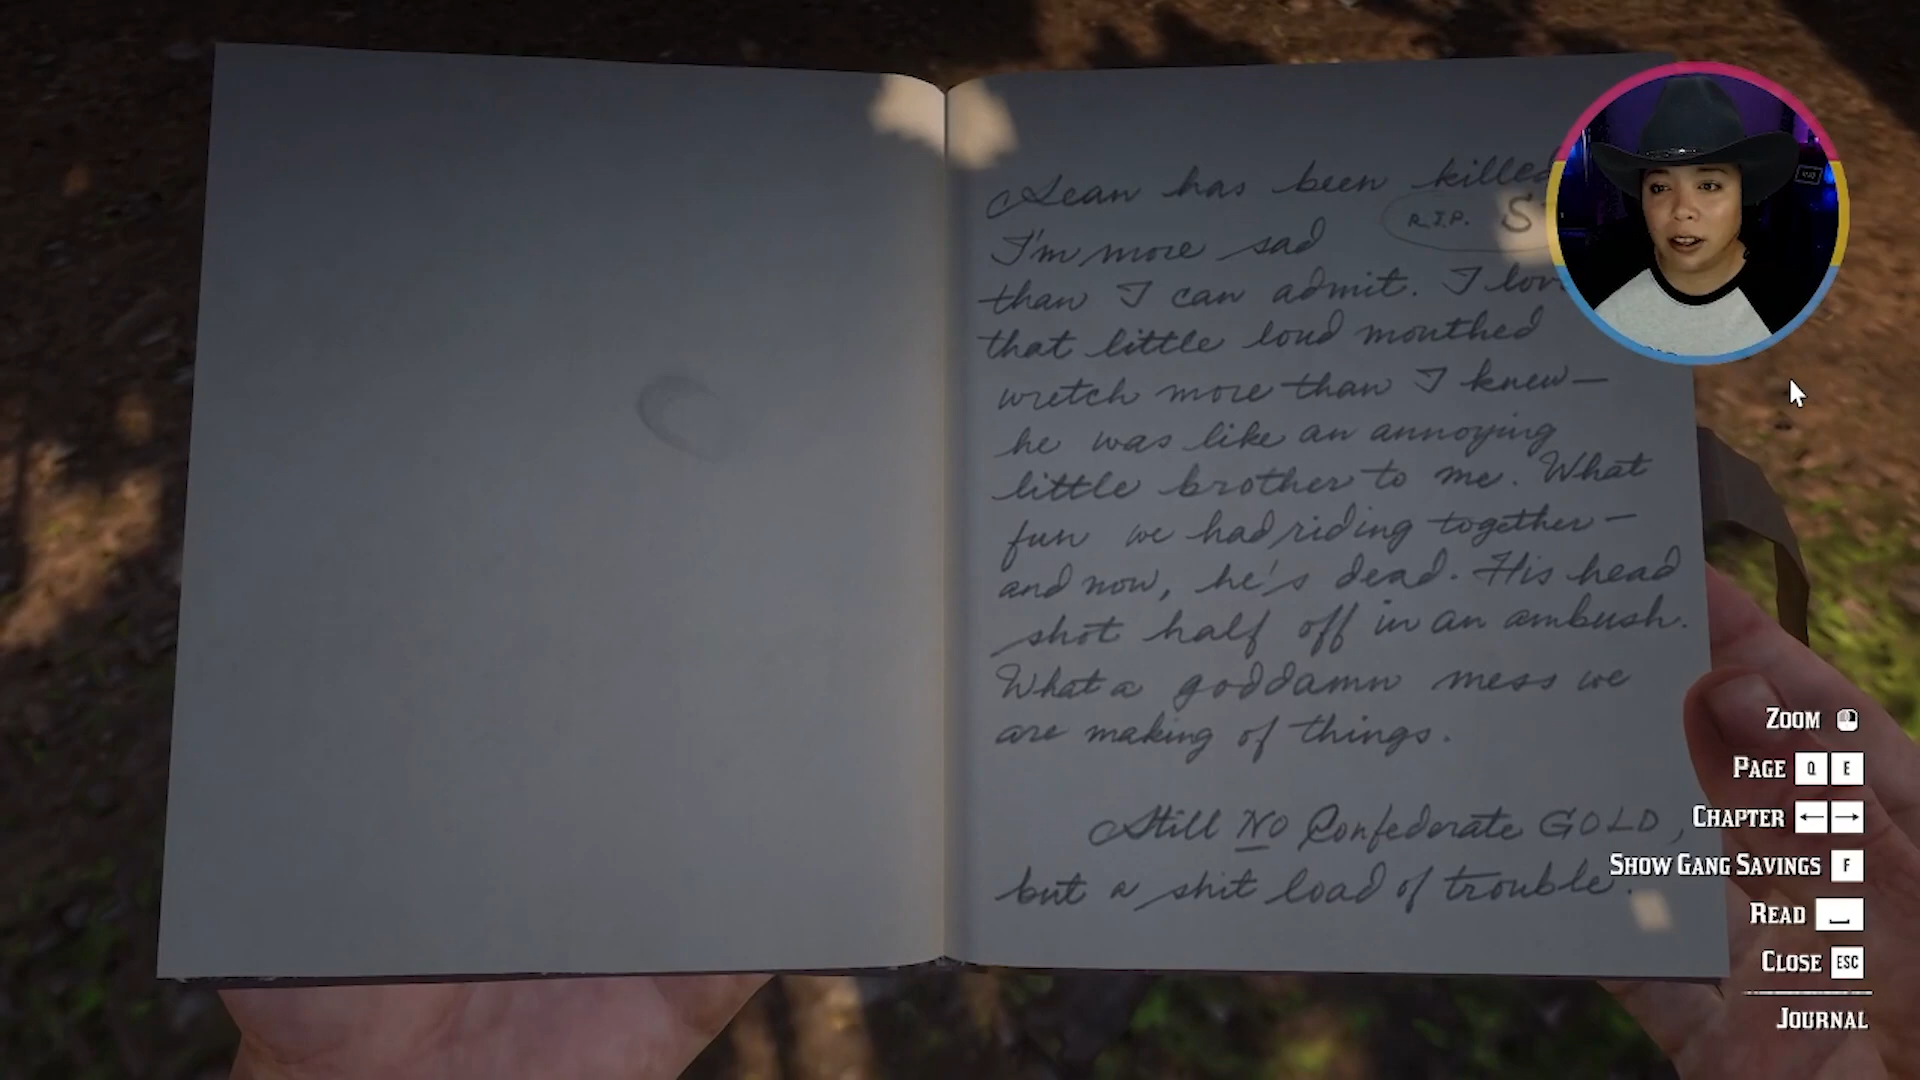 Sean has been killed
R.I.P.
I'm more sad
than I can admit. I
that little loud mouthed
wretch more than I knew—
he was like an annoying
little brother to me. What
fun we had riding together—
and now, he's dead. His head
shot half off in an ambush.
What a goddamn mess we
are making of things.
Still NO Confederate GOLD,
but a shit load of trouble.
ZOOM
PAGE Q E
CHAPTER ← →
SHOW GANG SAVINGS F
READ
CLOSE ESC
JOURNAL